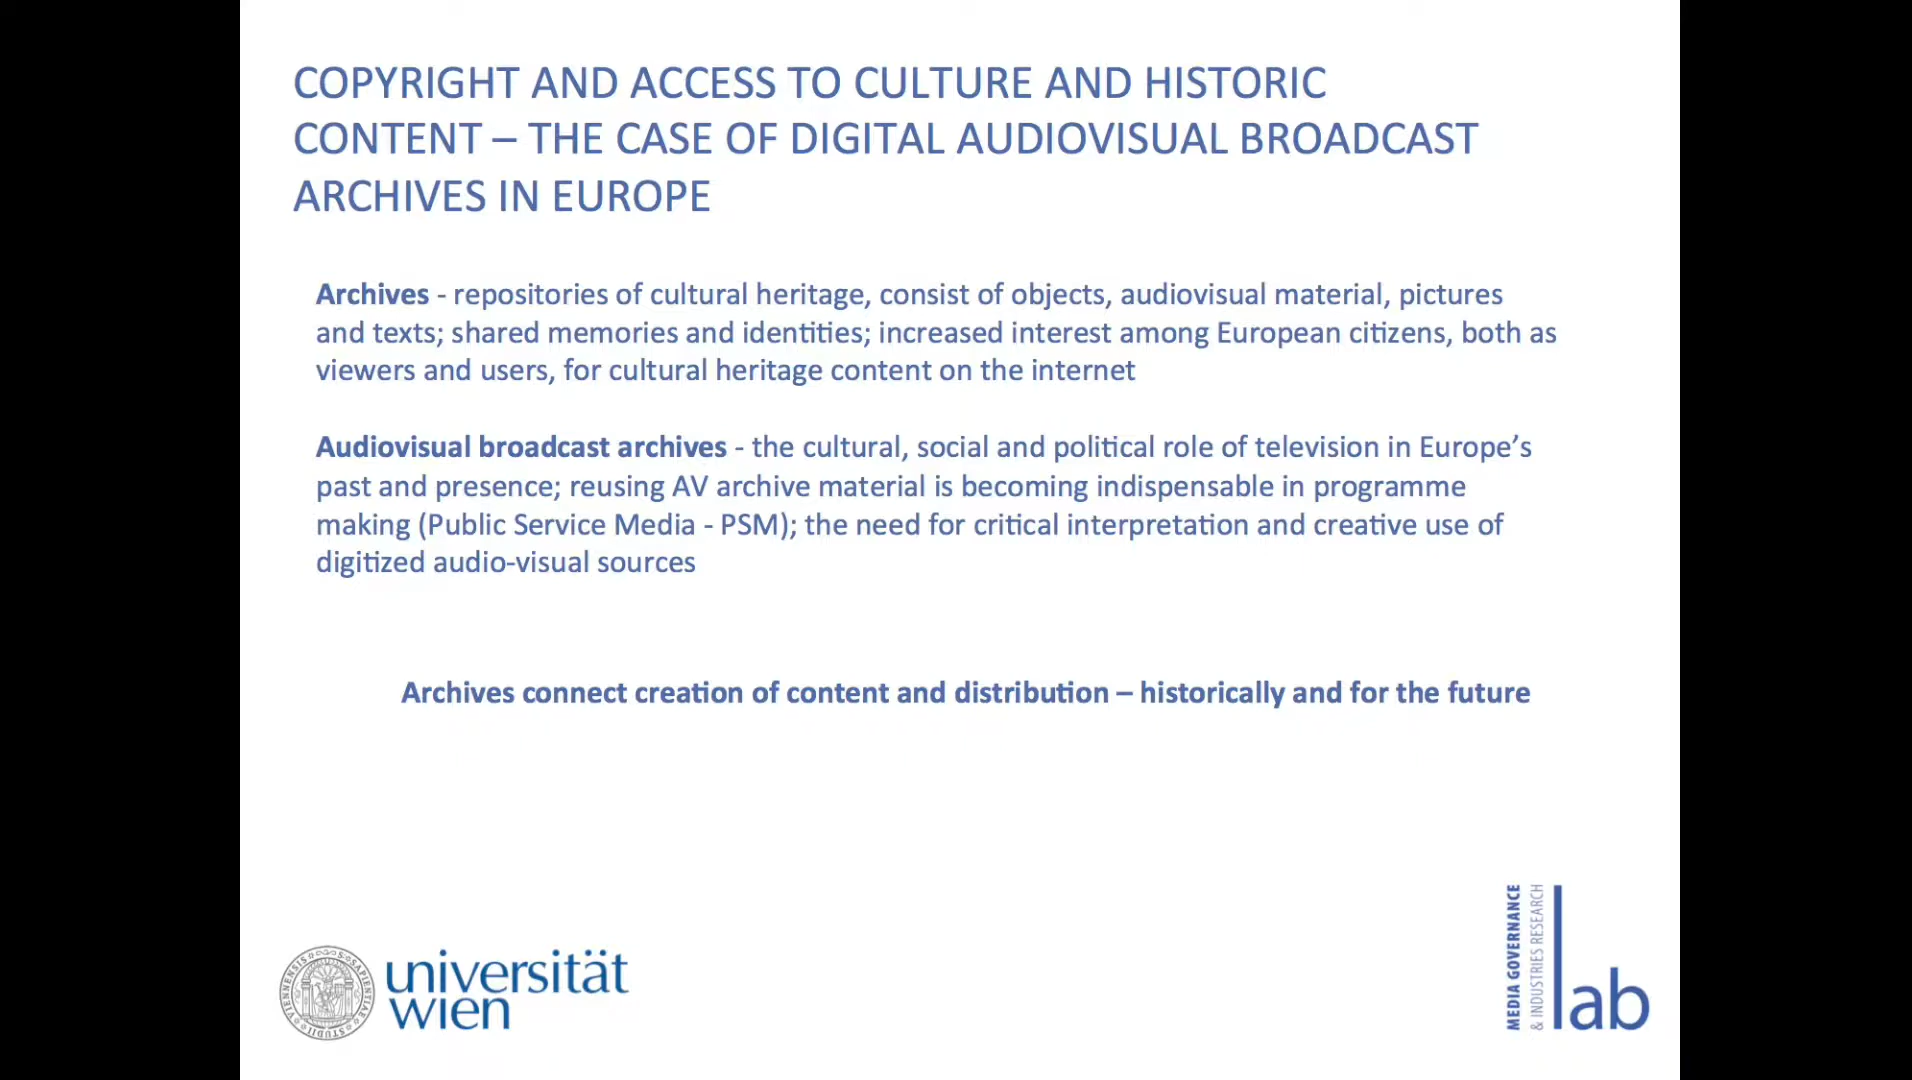 COPYRIGHT AND ACCESS TO CULTURE AND HISTORIC
CONTENT – THE CASE OF DIGITAL AUDIOVISUAL BROADCAST
ARCHIVES IN EUROPE
Archives - repositories of cultural heritage, consist of objects, audiovisual material, pictures
and texts; shared memories and identities; increased interest among European citizens, both as
viewers and users, for cultural heritage content on the internet
Audiovisual broadcast archives - the cultural, social and political role of television in Europe’s
past and presence; reusing AV archive material is becoming indispensable in programme
making (Public Service Media - PSM); the need for critical interpretation and creative use of
digitized audio-visual sources
Archives connect creation of content and distribution – historically and for the future
universität
wien
MEDIA GOVERNANCE
& INDUSTRIES RESEARCH
lab